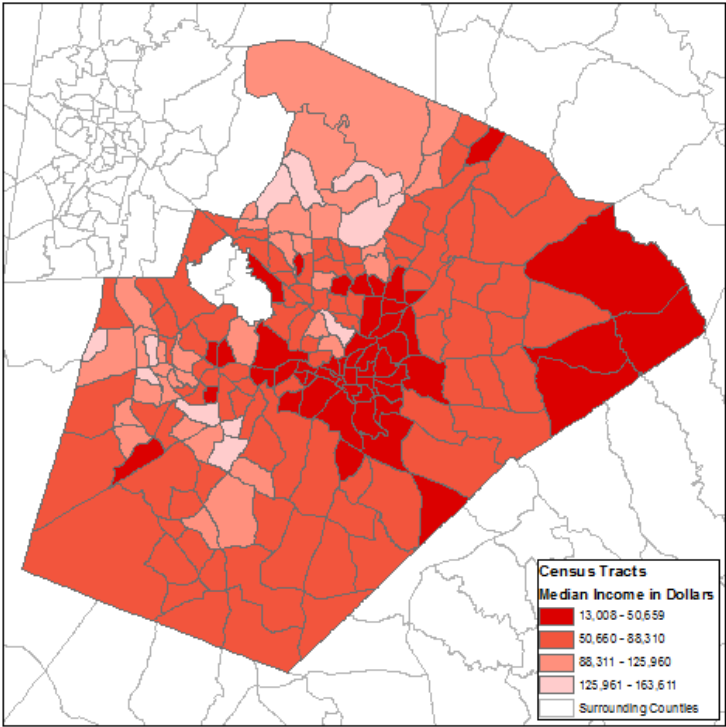 Census Tracts
Median Income in Dollars
13,008 - 50,659
50,660 - 88,310
88,311 - 125,960
125,961 - 163,611
Surrounding Counties